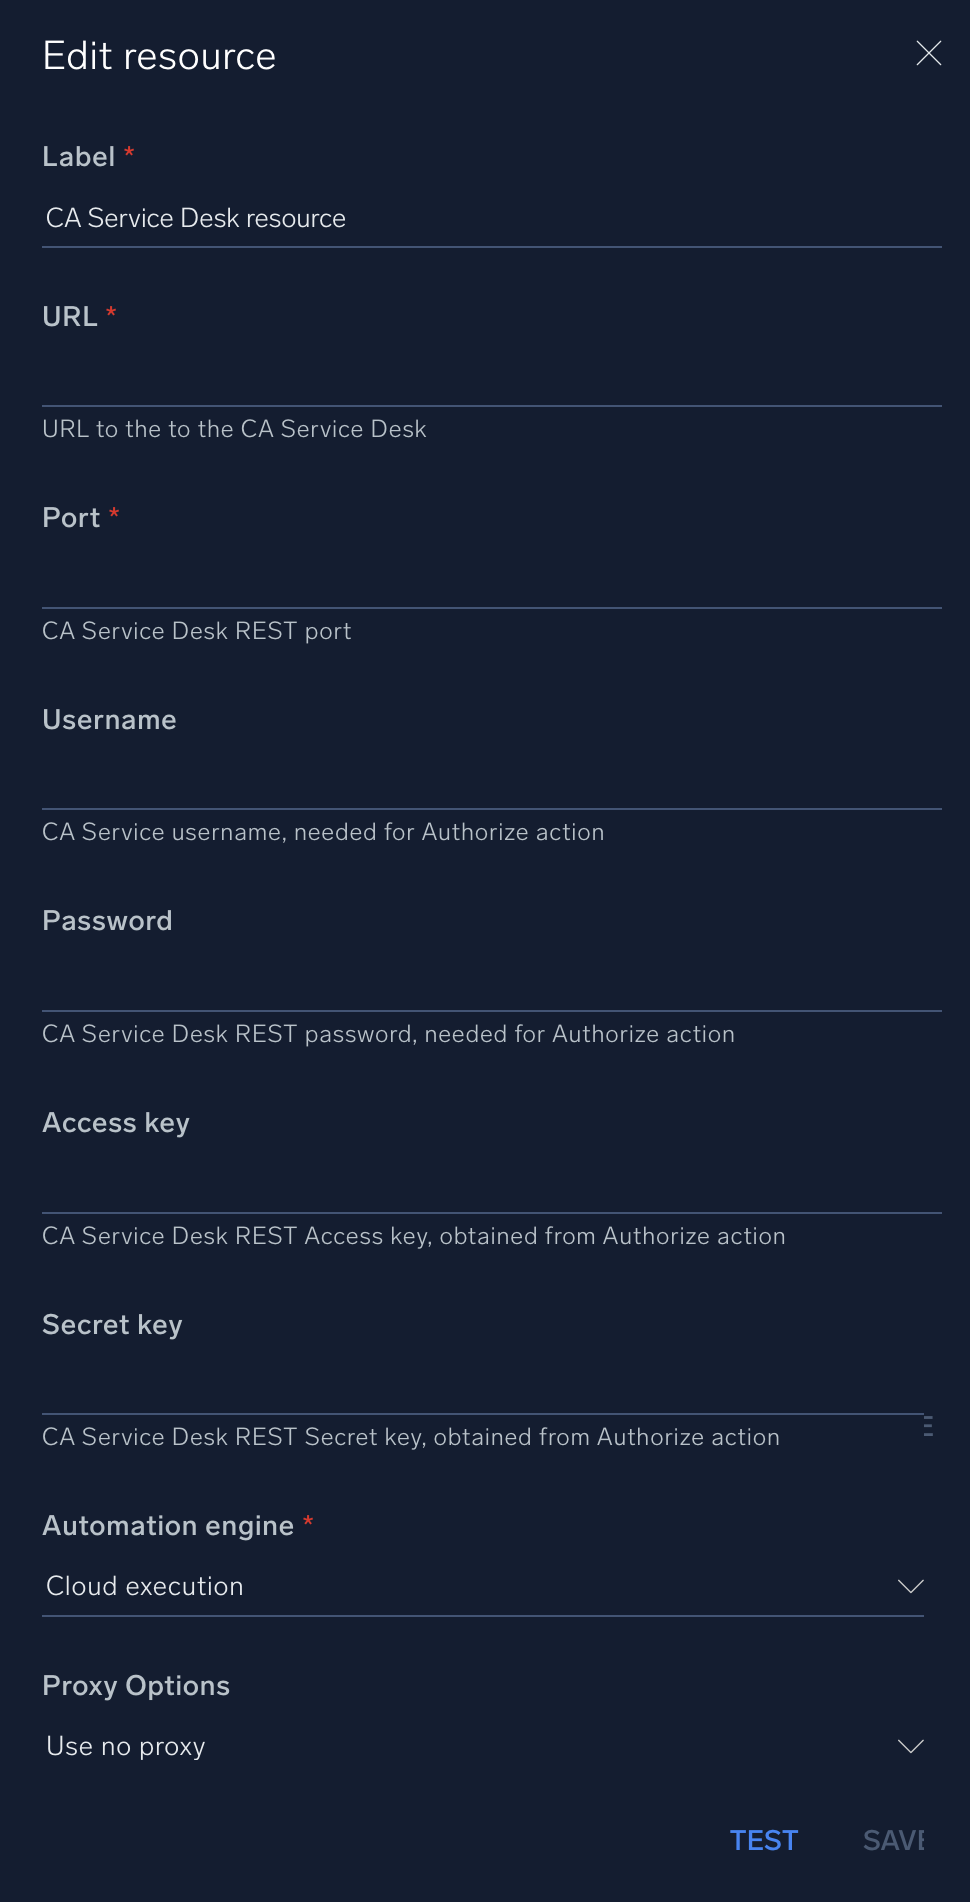 Edit resource
Label *
CA Service Desk resource
URL *
URL to the to the CA Service Desk
Port *
CA Service Desk REST port
Username
CA Service username, needed for Authorize action
Password
CA Service Desk REST password, needed for Authorize action
Access key
CA Service Desk REST Access key, obtained from Authorize action
Secret key
CA Service Desk REST Secret key, obtained from Authorize action
Automation engine *
Cloud execution
Proxy Options
Use no proxy
TEST SAVE